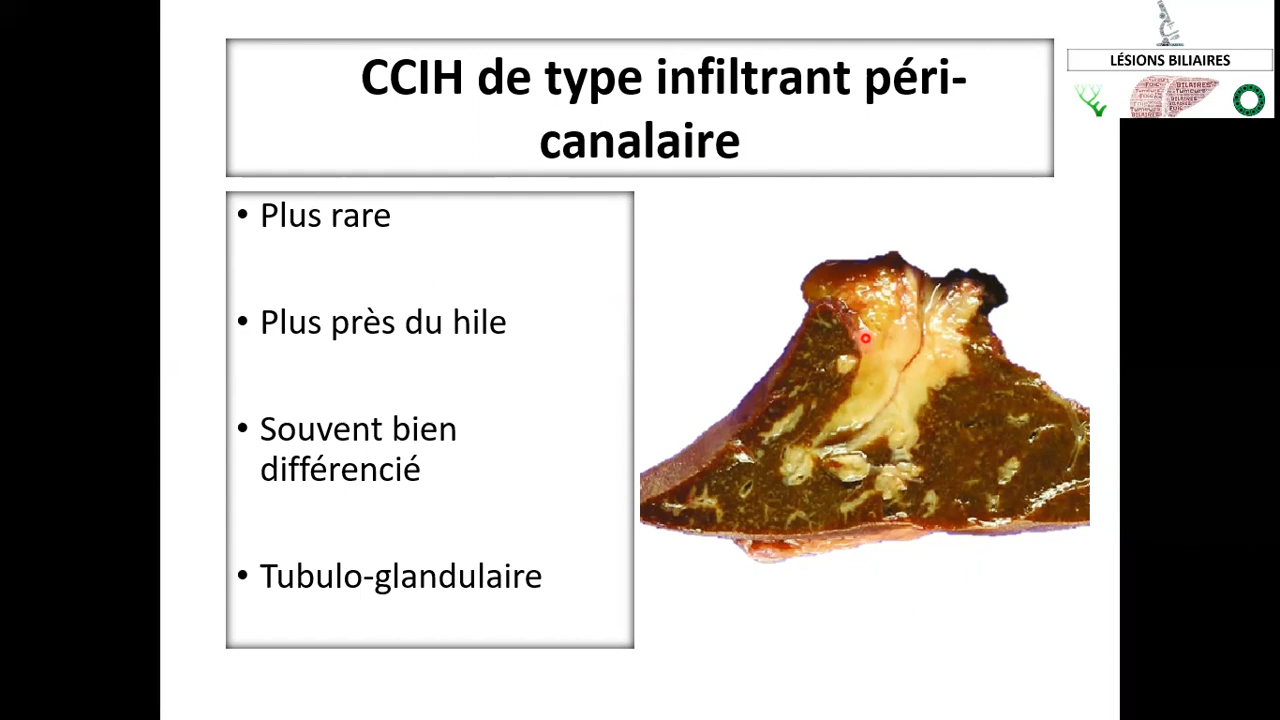 CCIH de type infiltrant péri-
canalaire
LÉSIONS BILIAIRES
• Plus rare
• Plus près du hile
• Souvent bien
différencié
• Tubulo-glandulaire